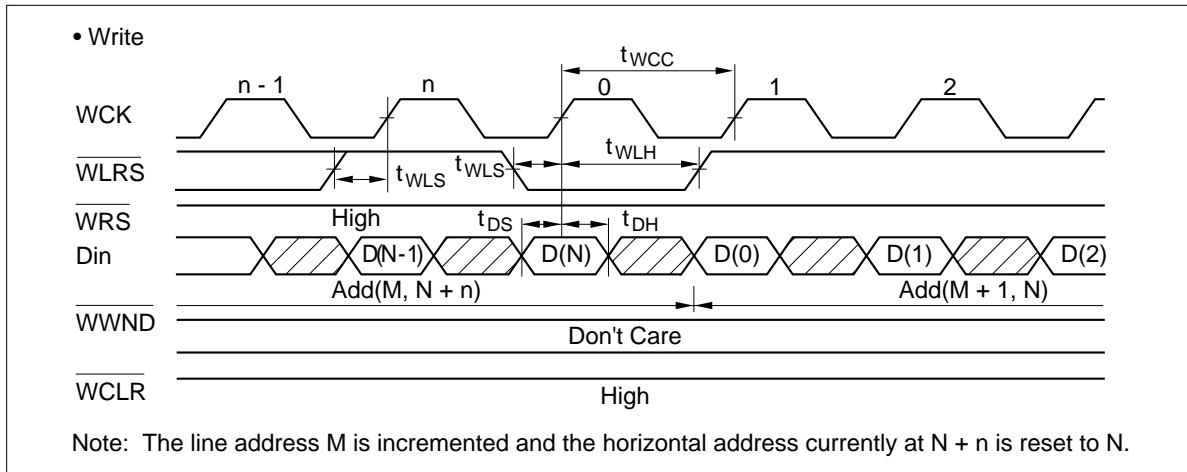 • Write
tWCC
n - 1 n 0 1 2
WCK
WLRS tWLS tWLS tWLH
WRS High tDS tDH
Din D(N-1) D(N) D(0) D(1) D(2)
Add(M, N + n) Add(M + 1, N)
WWND Don't Care
WCLR High
Note: The line address M is incremented and the horizontal address currently at N + n is reset to N.